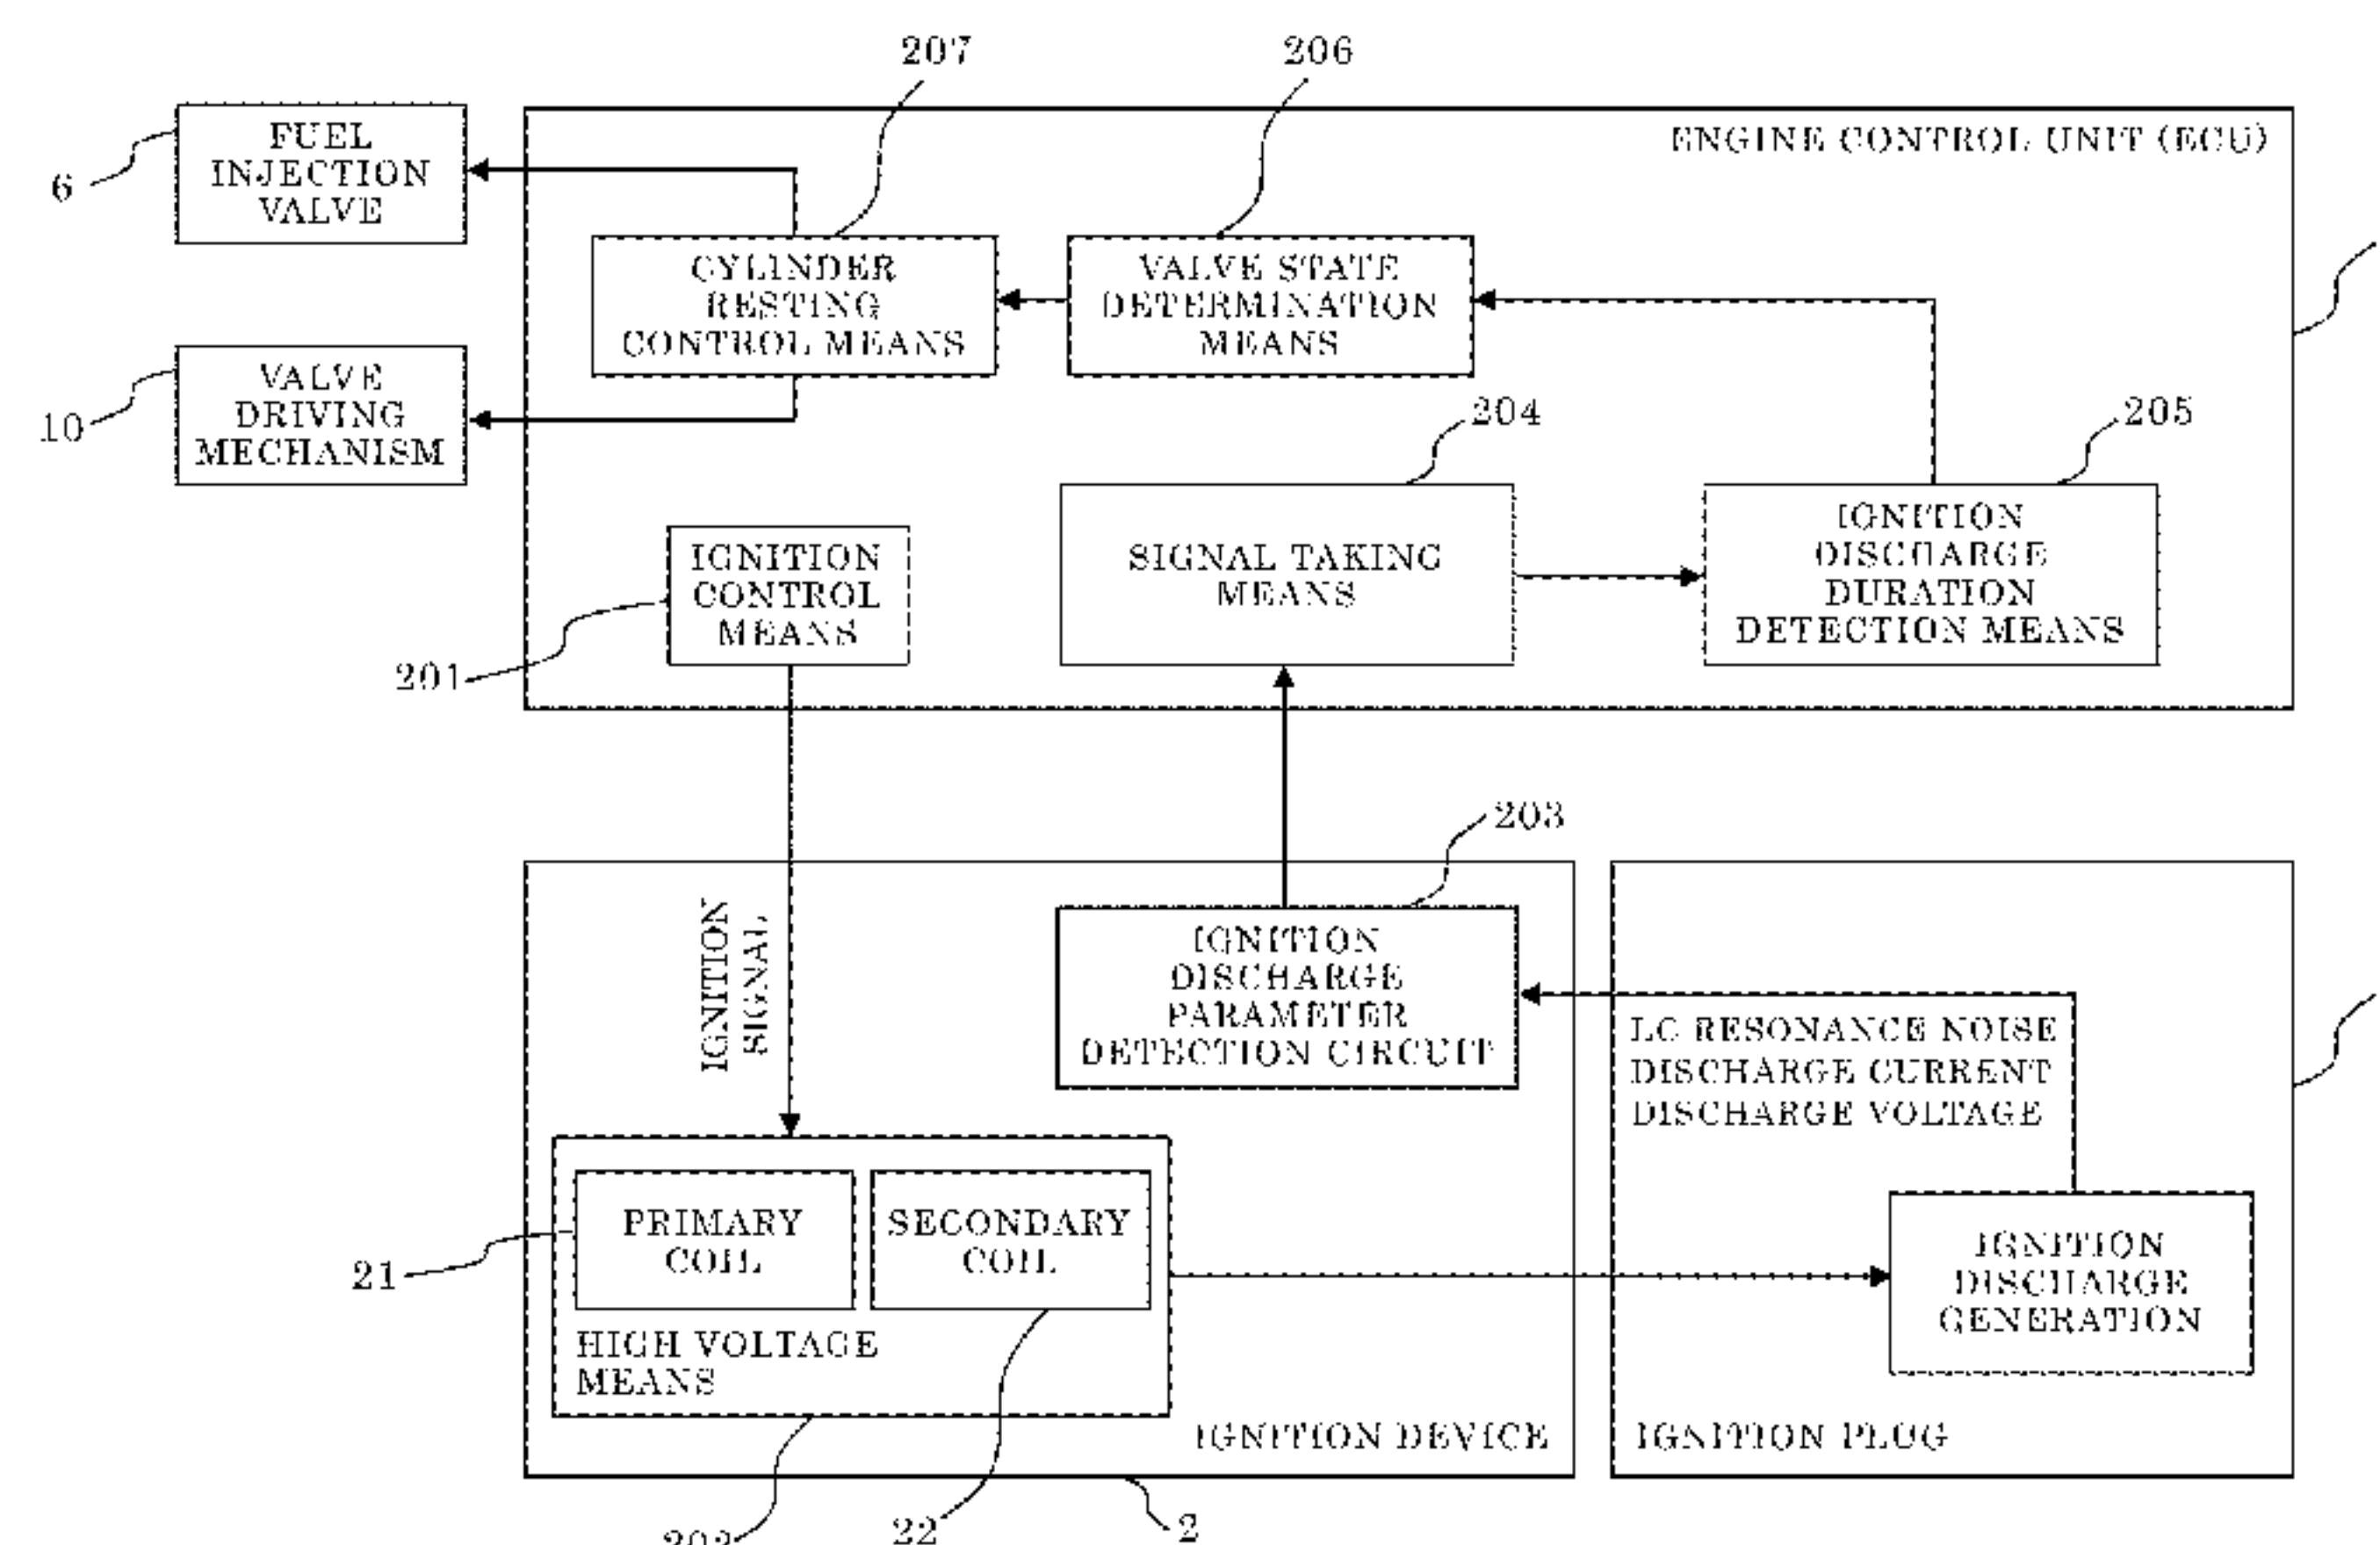 207
206
FUEL
INJECTION
VALVE
6
ENGINE CONTROL UNIT (ECU)
CYLINDER
RESTING
CONTROL MEANS
VALVE STATE
DETERMINATION
MEANS
VALVE
DRIVING
MECHANISM
10
204
205
IGNITION
CONTROL
MEANS
201
SIGNAL TAKING
MEANS
IGNITION
DISCHARGE
DURATION
DETECTION MEANS
203
IGNITION
SIGNAL
IGNITION
DISCHARGE
PARAMETER
DETECTION CIRCUIT
LC RESONANCE NOISE
DISCHARGE CURRENT
DISCHARGE VOLTAGE
PRIMARY
COIL
SECONDARY
COIL
21
HIGH VOLTAGE
MEANS
IGNITION
DISCHARGE
GENERATION
IGNITION DEVICE
IGNITION PLUG
22
2